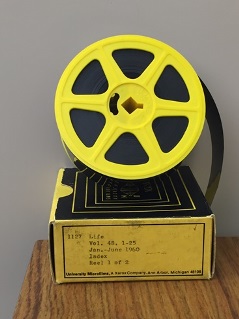 1127 Life
Vol. 48, 1-25
Jan.-June 1960
Index
Reel 1 of 2
University Microfilms, A Xerox Company, Ann Arbor, Michigan 48106